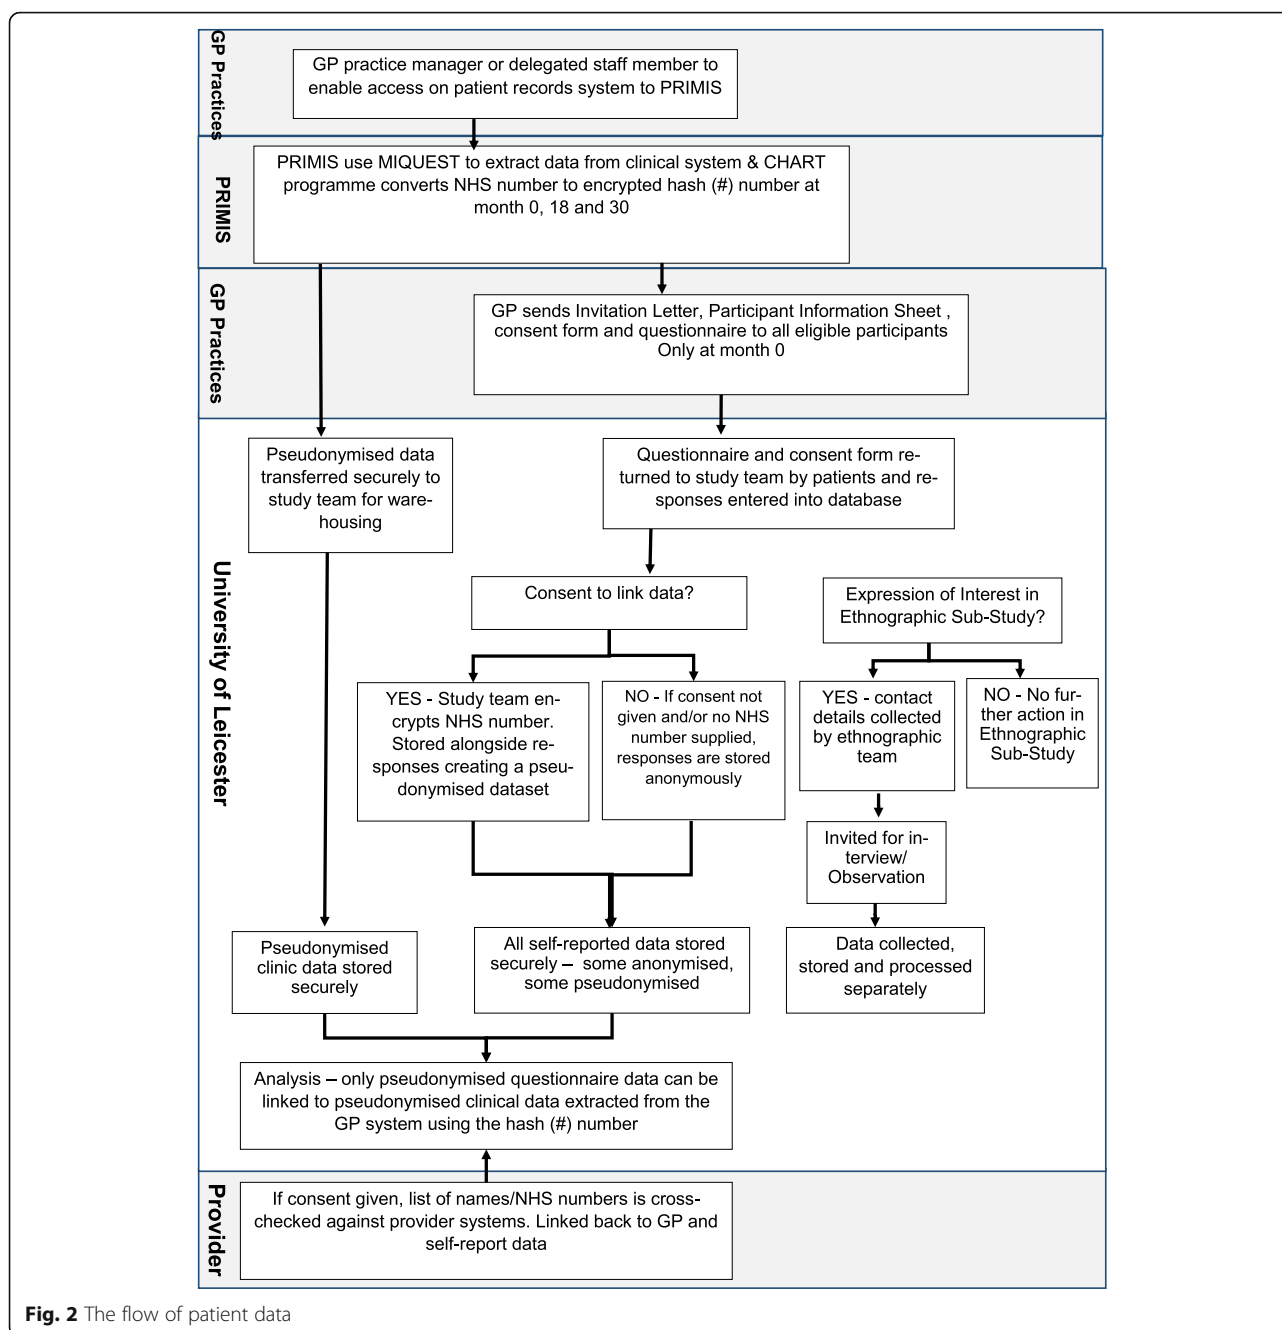 GP Practices
GP practice manager or delegated staff member to
enable access on patient records system to PRIMIS
PRIMIS
PRIMIS use MIQUEST to extract data from clinical system & CHART
programme converts NHS number to encrypted hash (#) number at
month 0, 18 and 30
GP Practices
GP sends Invitation Letter, Participant Information Sheet ,
consent form and questionnaire to all eligible participants
Only at month 0
University of Leicester
Pseudonymised data
transferred securely to
study team for ware-
housing
Questionnaire and consent form re-
turned to study team by patients and re-
sponses entered into database
Consent to link data?
Expression of Interest in
Ethnographic Sub-Study?
YES - Study team en-
crypts NHS number.
Stored alongside re-
sponses creating a pseu-
donymised dataset
NO - If consent not
given and/or no NHS
number supplied,
responses are stored
anonymously
YES - contact
details collected
by ethnographic
team
NO - No fur-
ther action in
Ethnographic
Sub-Study
Invited for in-
terview/
Observation
Pseudonymised
clinic data stored
securely
All self-reported data stored
securely – some anonymised,
some pseudonymised
Data collected,
stored and processed
separately
Analysis – only pseudonymised questionnaire data can be
linked to pseudonymised clinical data extracted from the
GP system using the hash (#) number
Provider
If consent given, list of names/NHS numbers is cross-
checked against provider systems. Linked back to GP and
self-report data
Fig. 2 The flow of patient data